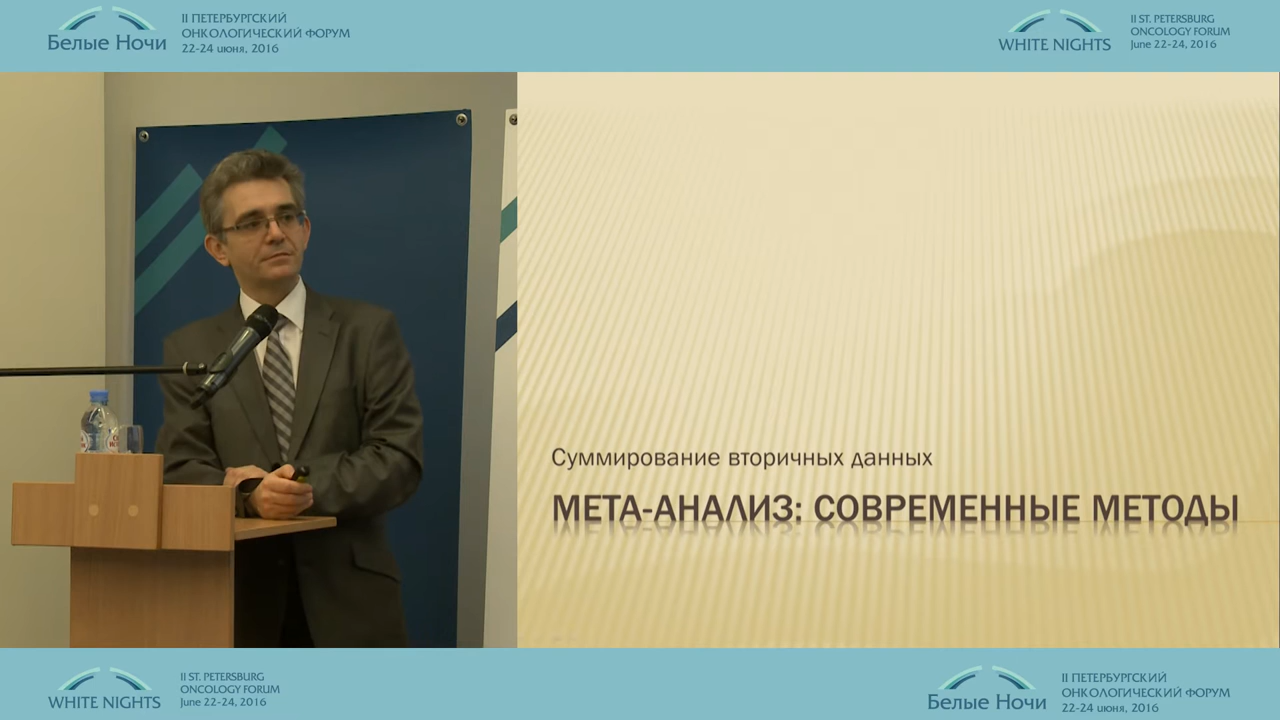 Белые Ночи
II ПЕТЕРБУРГСКИЙ
ОНКОЛОГИЧЕСКИЙ ФОРУМ
22-24 июня, 2016
WHITE NIGHTS
II ST. PETERSBURG
ONCOLOGY FORUM
June 22-24, 2016
Суммирование вторичных данных
МЕТА-АНАЛИЗ: СОВРЕМЕННЫЕ МЕТОДЫ
WHITE NIGHTS
II ST. PETERSBURG
ONCOLOGY FORUM
June 22-24, 2016
Белые Ночи
II ПЕТЕРБУРГСКИЙ
ОНКОЛОГИЧЕСКИЙ ФОРУМ
22-24 июня, 2016